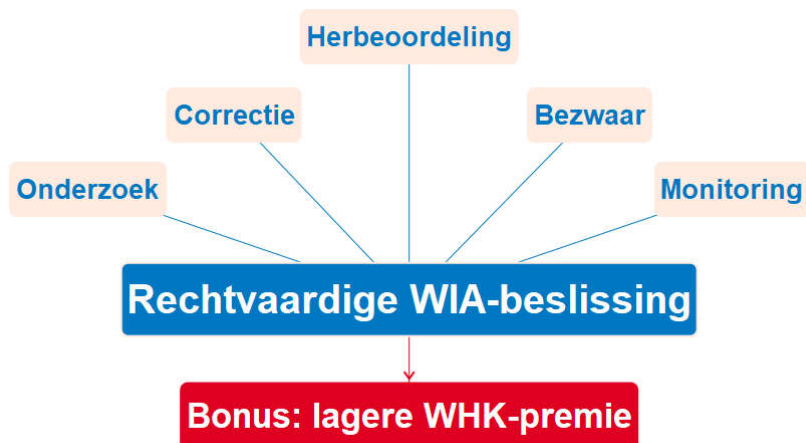 Herbeoordeling
Correctie
Bezwaar
Onderzoek
Monitoring
Rechtvaardige WIA-beslissing
Bonus: lagere WHK-premie